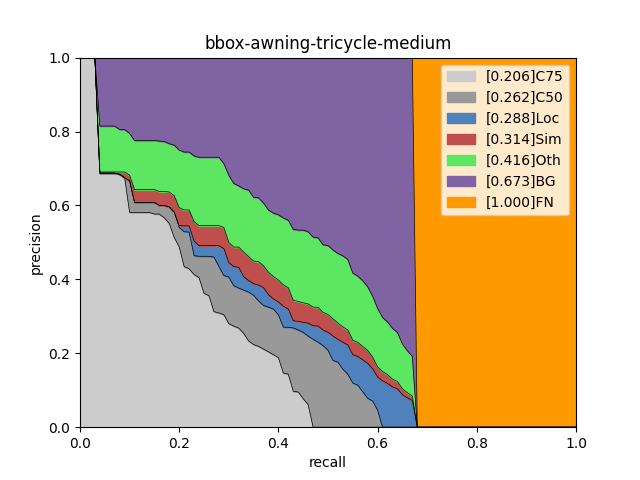 bbox-awning-tricycle-medium
1.0
0.8
0.6
0.4
0.2
0.0
precision
[0.206]C75
[0.262]C50
[0.288]Loc
[0.314]Sim
[0.416]Oth
[0.673]BG
[1.000]FN
0.0 0.2 0.4 0.6 0.8 1.0
recall